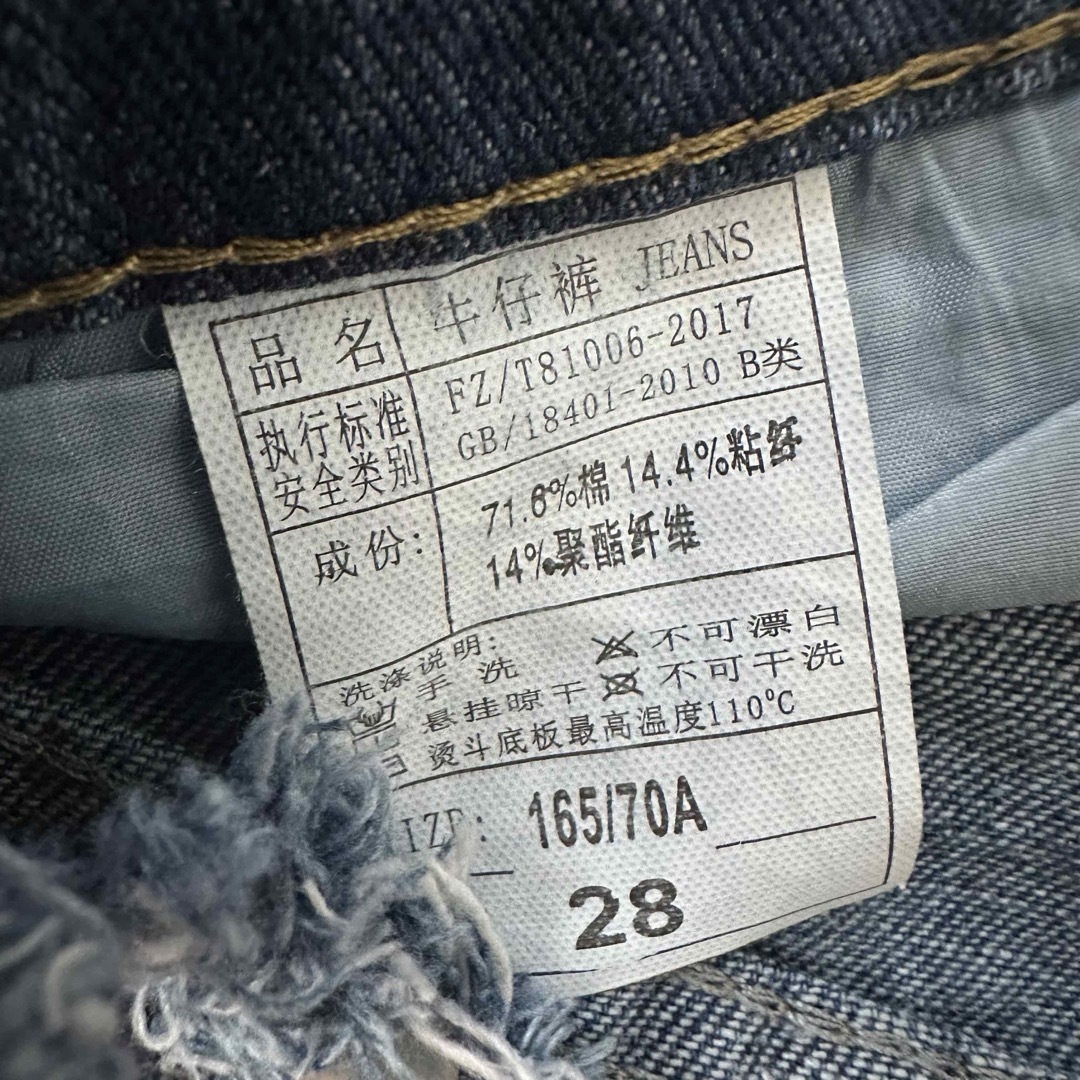 品 名 牛仔裤 JEANS
执行标准 FZ/T81006-2017
安全类别 GB/18401-2010 B类
成份: 71.6%棉 14.4%粘纤
14%聚酯纤维
洗涤说明:
手 洗 不可漂白
悬挂晾干 不可干洗
烫斗底板最高温度110℃
IZE: 165/70A
28